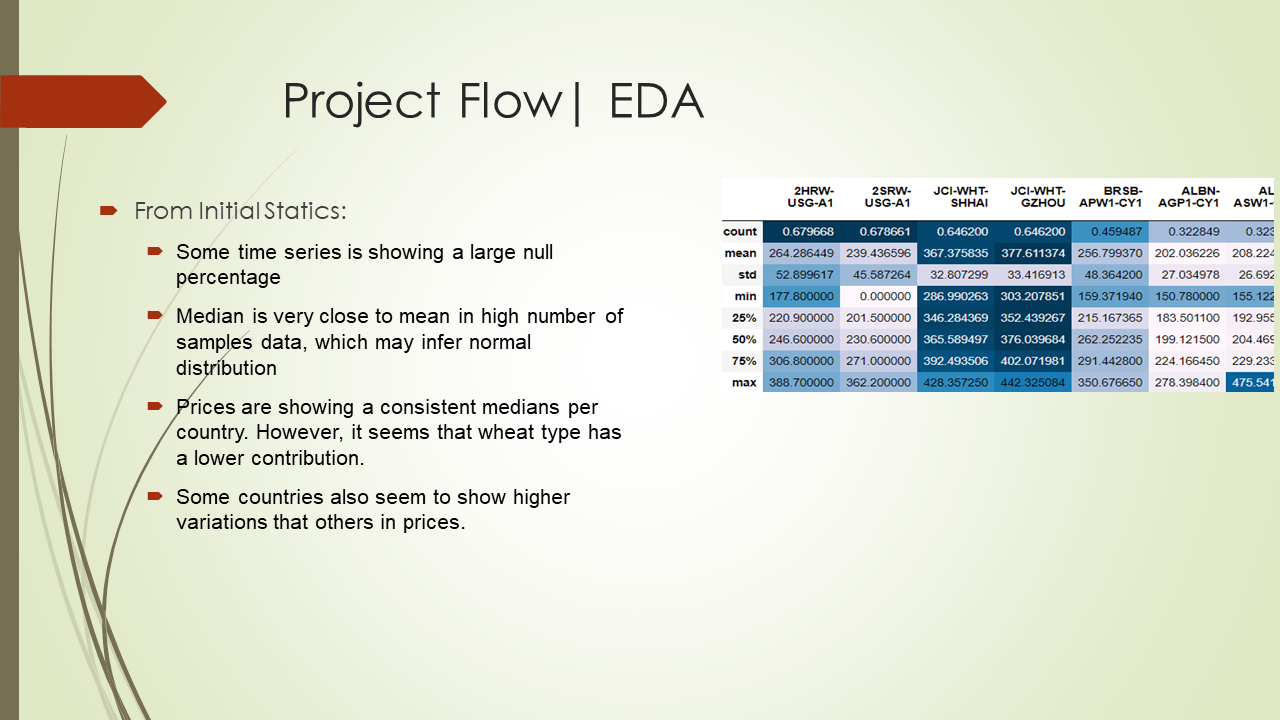 Project Flow| EDA
From Initial Statics:
Some time series is showing a large null
percentage
Median is very close to mean in high number of
samples data, which may infer normal
distribution
Prices are showing a consistent medians per
country. However, it seems that wheat type has
a lower contribution.
Some countries also seem to show higher
variations that others in prices.
2HRW- 2SRW- JCI-WHT- JCI-WHT- BRSB- ALBN- AL
USG-A1 USG-A1 SHHAI GZHOU APW1-CY1 AGP1-CY1 ASW1-
count 0.679668 0.678661 0.646200 0.646200 0.459487 0.322849 0.323
mean 264.286449 239.436596 367.375835 377.611374 256.799370 202.036226 208.224
std 52.899617 45.587264 32.807299 33.416913 48.364200 27.034978 26.692
min 177.800000 0.000000 286.990263 303.207851 159.371940 150.780000 155.122
25% 220.900000 201.500000 346.284369 352.439267 215.167365 183.501100 192.955
50% 246.600000 230.600000 365.589497 376.039684 262.252235 199.121500 204.469
75% 306.800000 271.000000 392.493506 402.071981 291.442800 224.166450 229.233
max 388.700000 362.200000 428.357250 442.325084 350.676650 278.398400 475.541